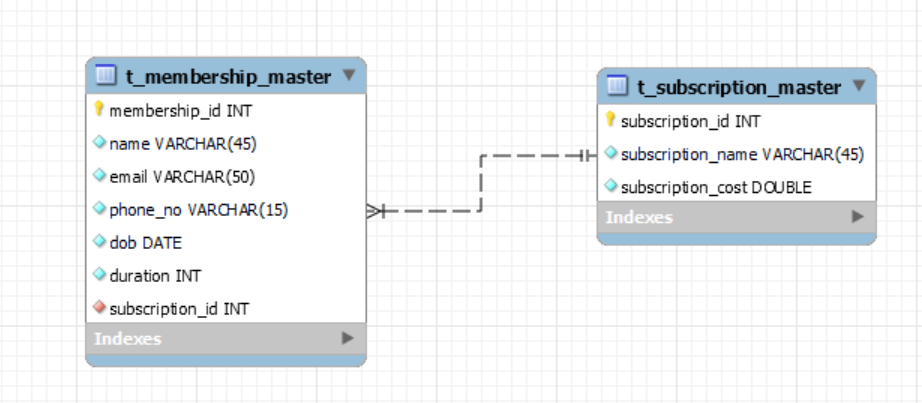 t_membership_master
membership_id INT
name VARCHAR(45)
email VARCHAR(50)
phone_no VARCHAR(15)
dob DATE
duration INT
subscription_id INT
Indexes
t_subscription_master
subscription_id INT
subscription_name VARCHAR(45)
subscription_cost DOUBLE
Indexes